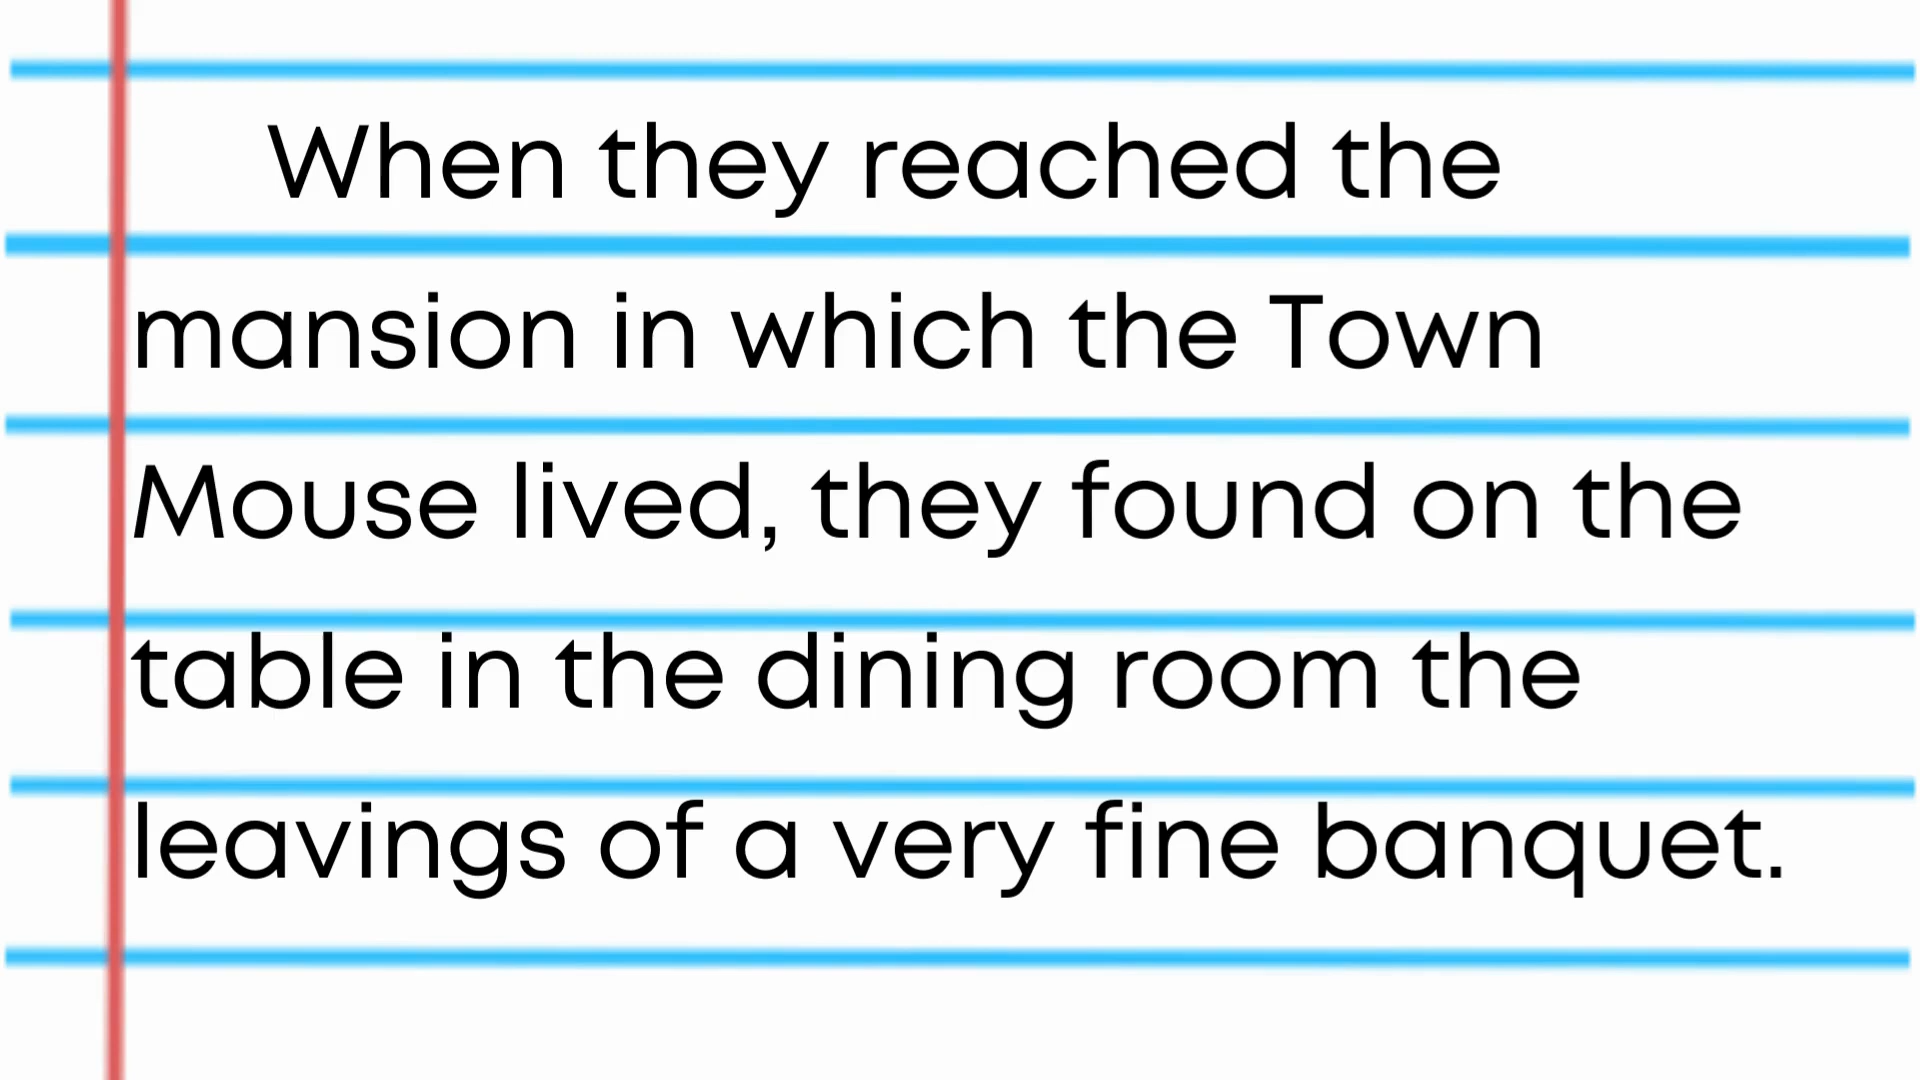 When they reached the
mansion in which the Town
Mouse lived, they found on the
table in the dining room the
leavings of a very fine banquet.